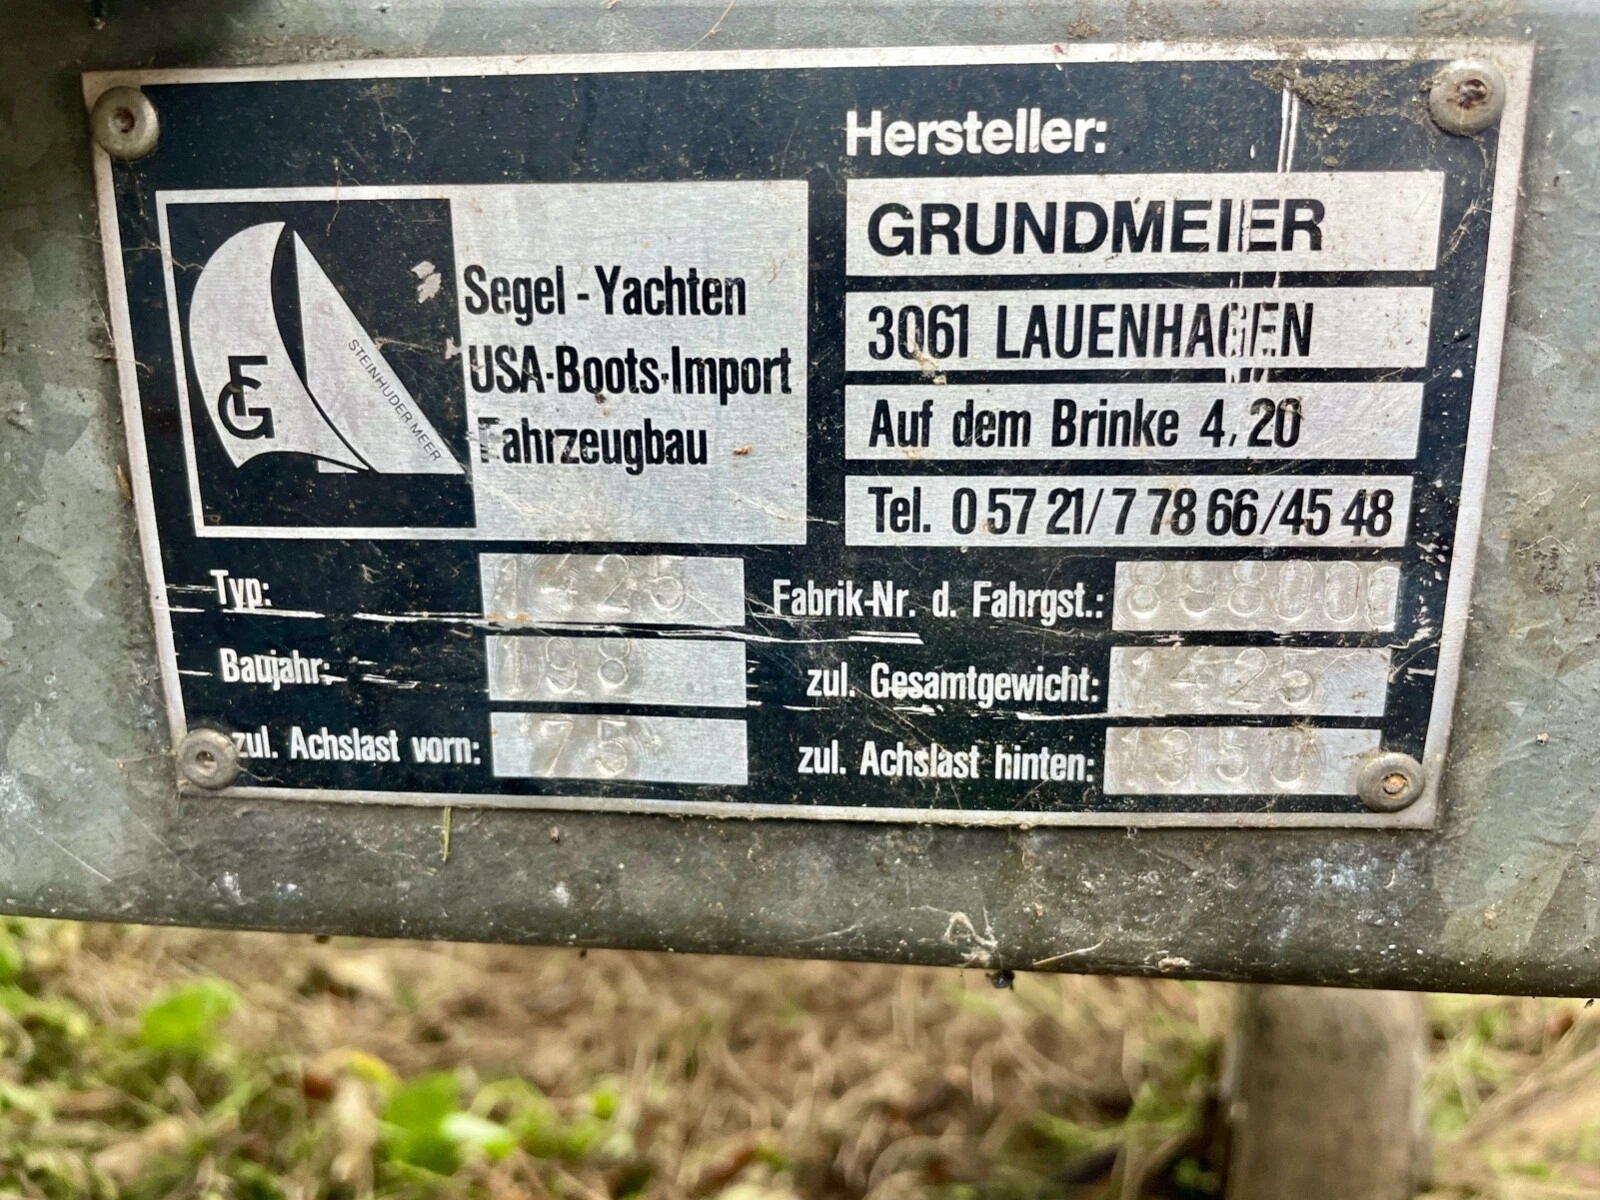 Hersteller:
GRUNDMEIER
3061 LAUENHAGEN
Auf dem Brinke 4, 20
Tel. 0 57 21/7 78 66/45 48
GF
STEINHUDER MEER
Segel - Yachten
USA-Boots-Import
Fahrzeugbau
Typ: 1425
Fabrik-Nr. d. Fahrgst.:
Baujahr: 198
zul. Gesamtgewicht: 1425
zul. Achslast vorn: 75
zul. Achslast hinten: 1350